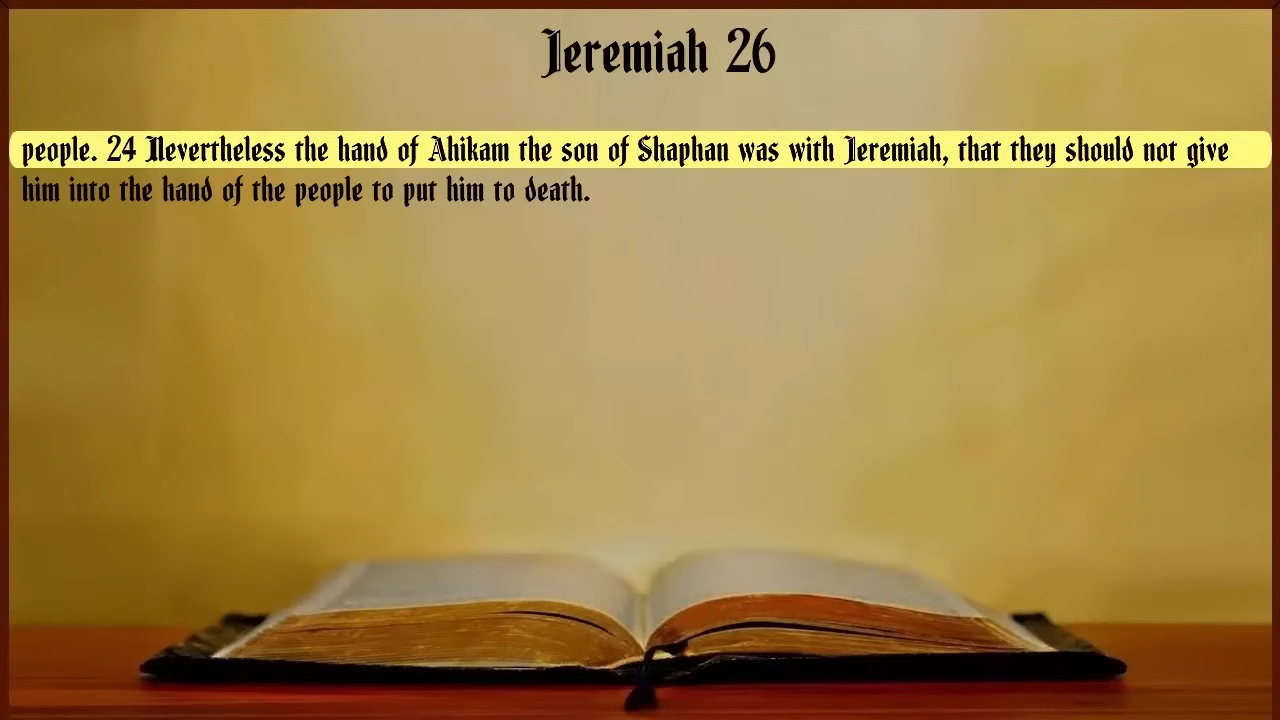 Jeremiah 26
people. 24 Nevertheless the hand of Ahikam the son of Shaphan was with Jeremiah, that they should not give
him into the hand of the people to put him to death.